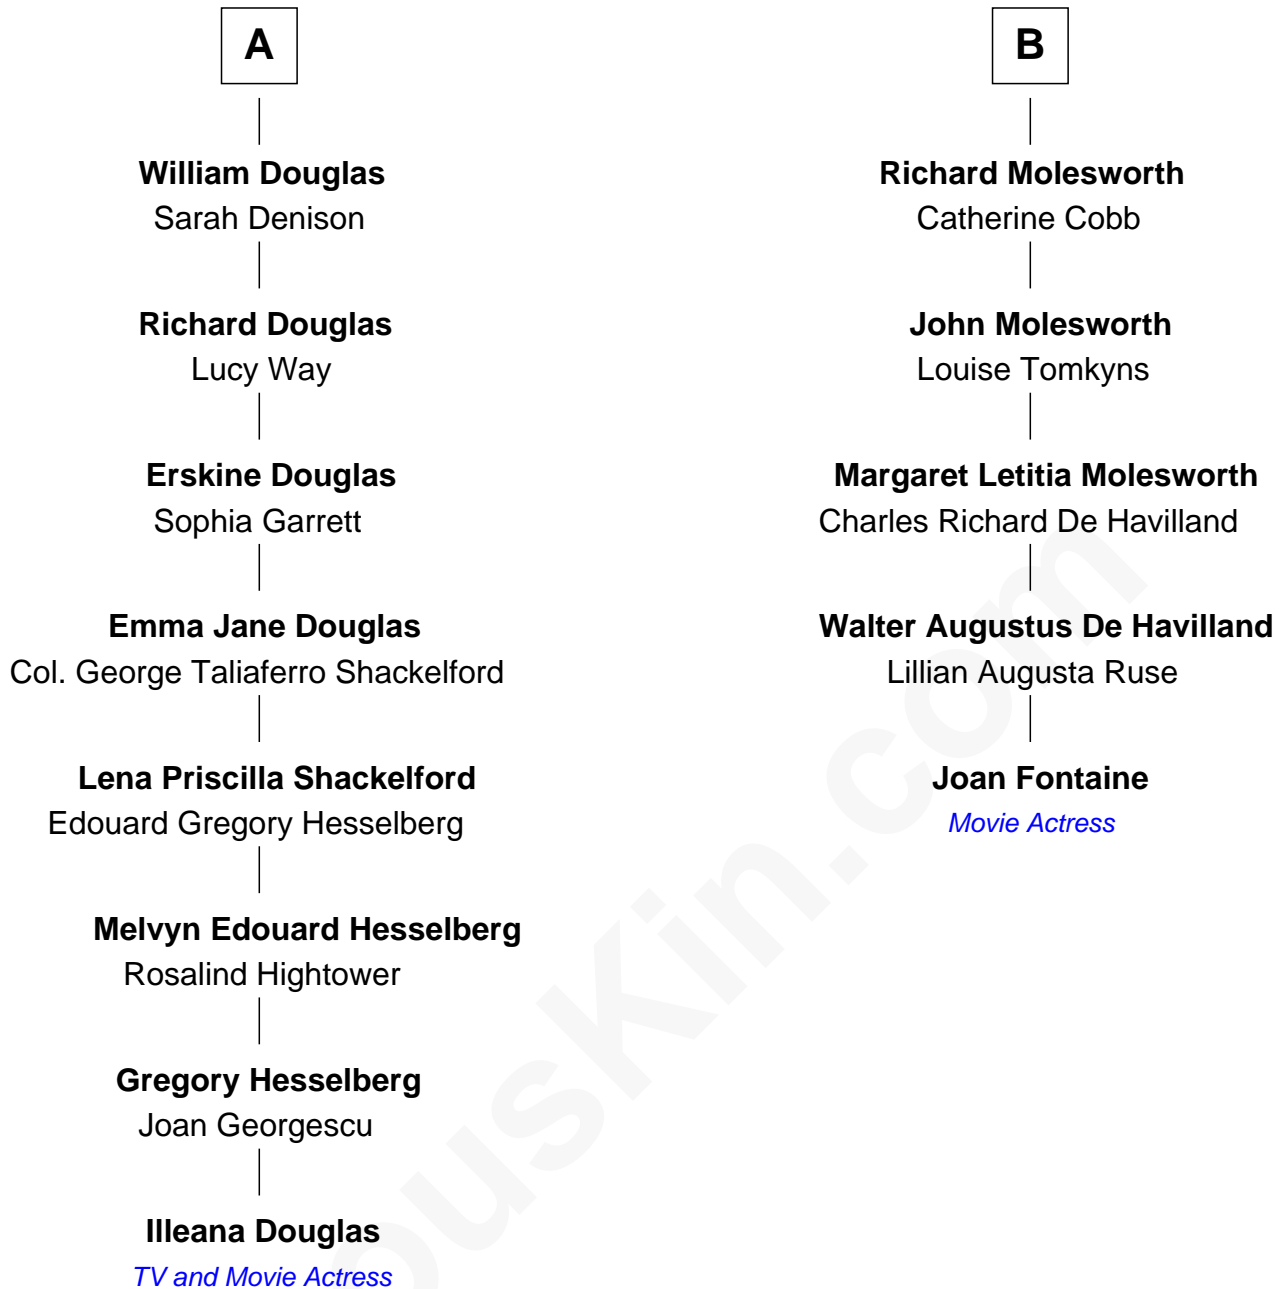 A
William Douglas
Sarah Denison
Richard Douglas
Lucy Way
Erskine Douglas
Sophia Garrett
Emma Jane Douglas
Col. George Taliaferro Shackelford
Lena Priscilla Shackelford
Edouard Gregory Hesselberg
Melvyn Edouard Hesselberg
Rosalind Hightower
Gregory Hesselberg
Joan Georgescu
Illeana Douglas
TV and Movie Actress
B
Richard Molesworth
Catherine Cobb
John Molesworth
Louise Tomkyns
Margaret Letitia Molesworth
Charles Richard De Havilland
Walter Augustus De Havilland
Lillian Augusta Ruse
Joan Fontaine
Movie Actress
ousKin.com